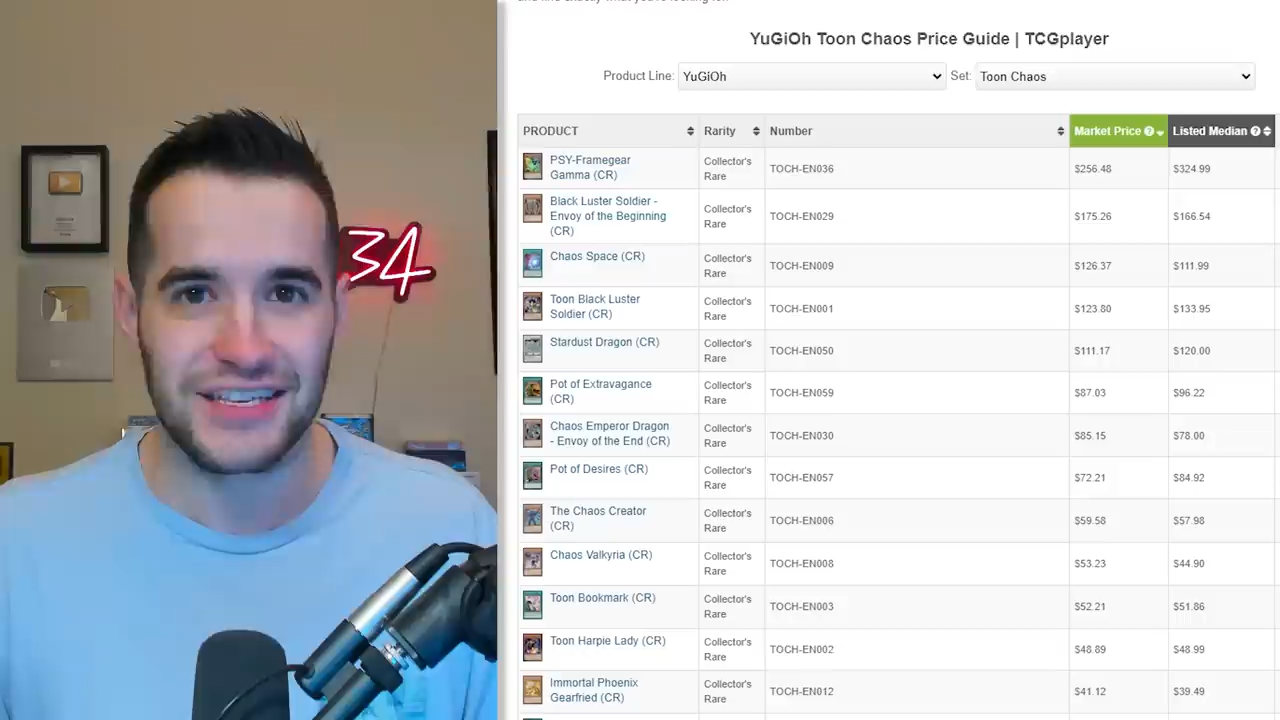 34
YuGiOh Toon Chaos Price Guide | TCGplayer
Product Line: YuGiOh Set: Toon Chaos
PRODUCT Rarity Number Market Price Listed Median
PSY-Framegear Gamma (CR) Collector's Rare TOCH-EN036 $256.48 $324.99
Black Luster Soldier - Envoy of the Beginning (CR) Collector's Rare TOCH-EN029 $175.26 $166.54
Chaos Space (CR) Collector's Rare TOCH-EN009 $126.37 $111.99
Toon Black Luster Soldier (CR) Collector's Rare TOCH-EN001 $123.80 $133.95
Stardust Dragon (CR) Collector's Rare TOCH-EN050 $111.17 $120.00
Pot of Extravagance (CR) Collector's Rare TOCH-EN059 $87.03 $96.22
Chaos Emperor Dragon - Envoy of the End (CR) Collector's Rare TOCH-EN030 $85.15 $78.00
Pot of Desires (CR) Collector's Rare TOCH-EN057 $72.21 $84.92
The Chaos Creator (CR) Collector's Rare TOCH-EN006 $59.58 $57.98
Chaos Valkyria (CR) Collector's Rare TOCH-EN008 $53.23 $44.90
Toon Bookmark (CR) Collector's Rare TOCH-EN003 $52.21 $51.86
Toon Harpie Lady (CR) Collector's Rare TOCH-EN002 $48.89 $48.99
Immortal Phoenix Gearfried (CR) Collector's Rare TOCH-EN012 $41.12 $39.49